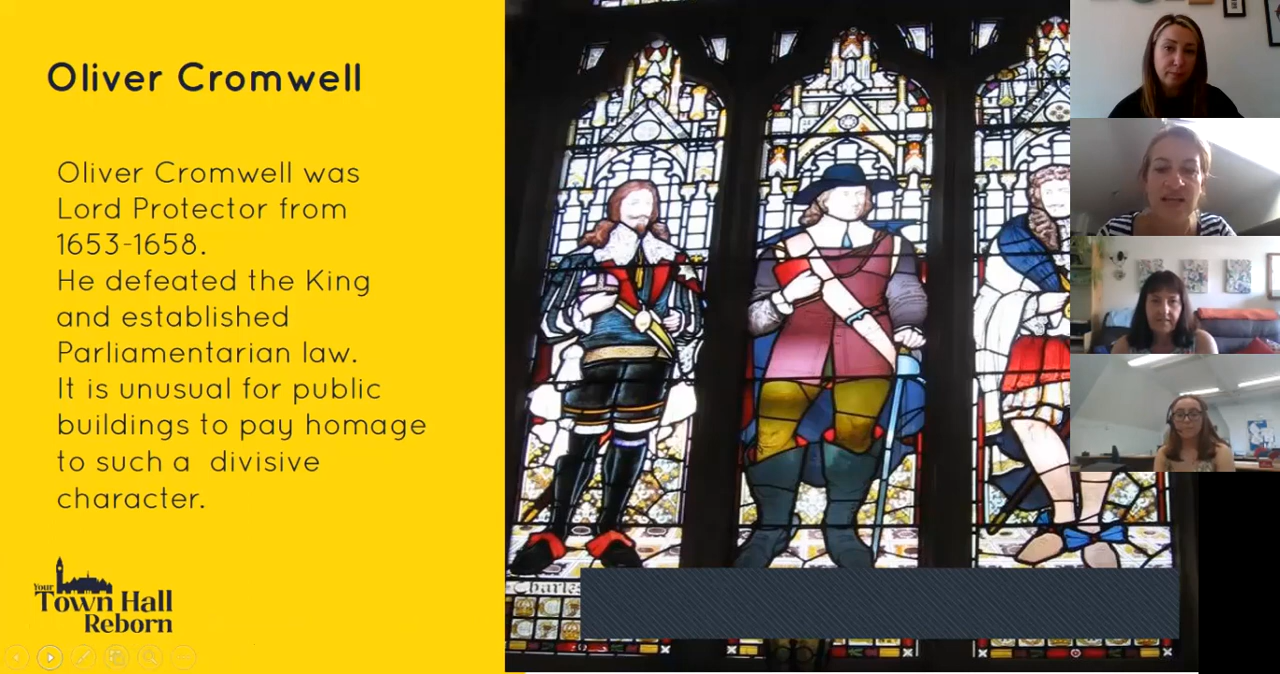 Oliver Cromwell
Oliver Cromwell was
Lord Protector from
1653-1658.
He defeated the King
and established
Parliamentarian law.
It is unusual for public
buildings to pay homage
to such a divisive
character.
Your
Town Hall
Reborn
Charles